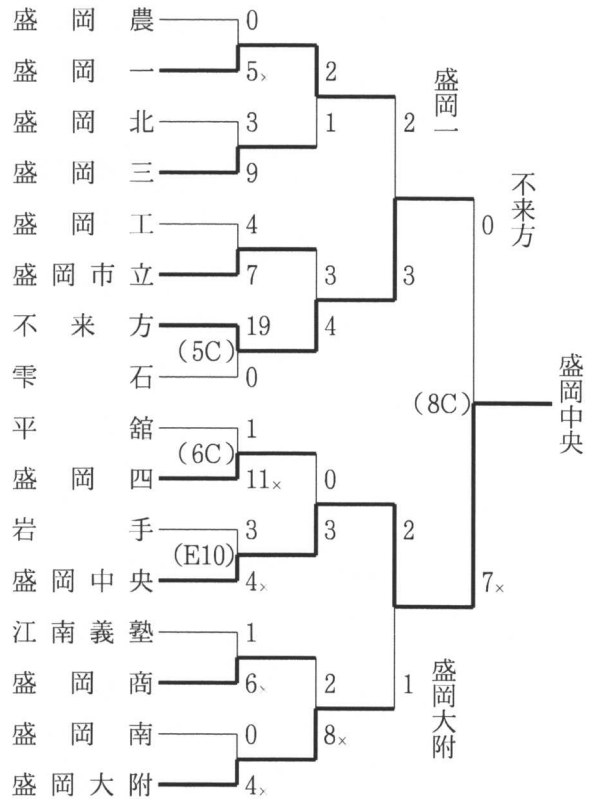 盛岡農 0
盛岡一 5×
盛岡北 3
盛岡三 9
盛岡工 4
盛岡市立 7
不来方 19
(5C)
雫石 0
平舘 1
(6C)
盛岡四 11×
岩手 3
(E10)
盛岡中央 4×
江南義塾 1
盛岡商 6×
盛岡南 0
盛岡大附 4×
2
1
3
4
0
3
2
8×
2
3
2
1
盛岡一
盛岡大附
0
7×
(8C)
不来方
盛岡中央